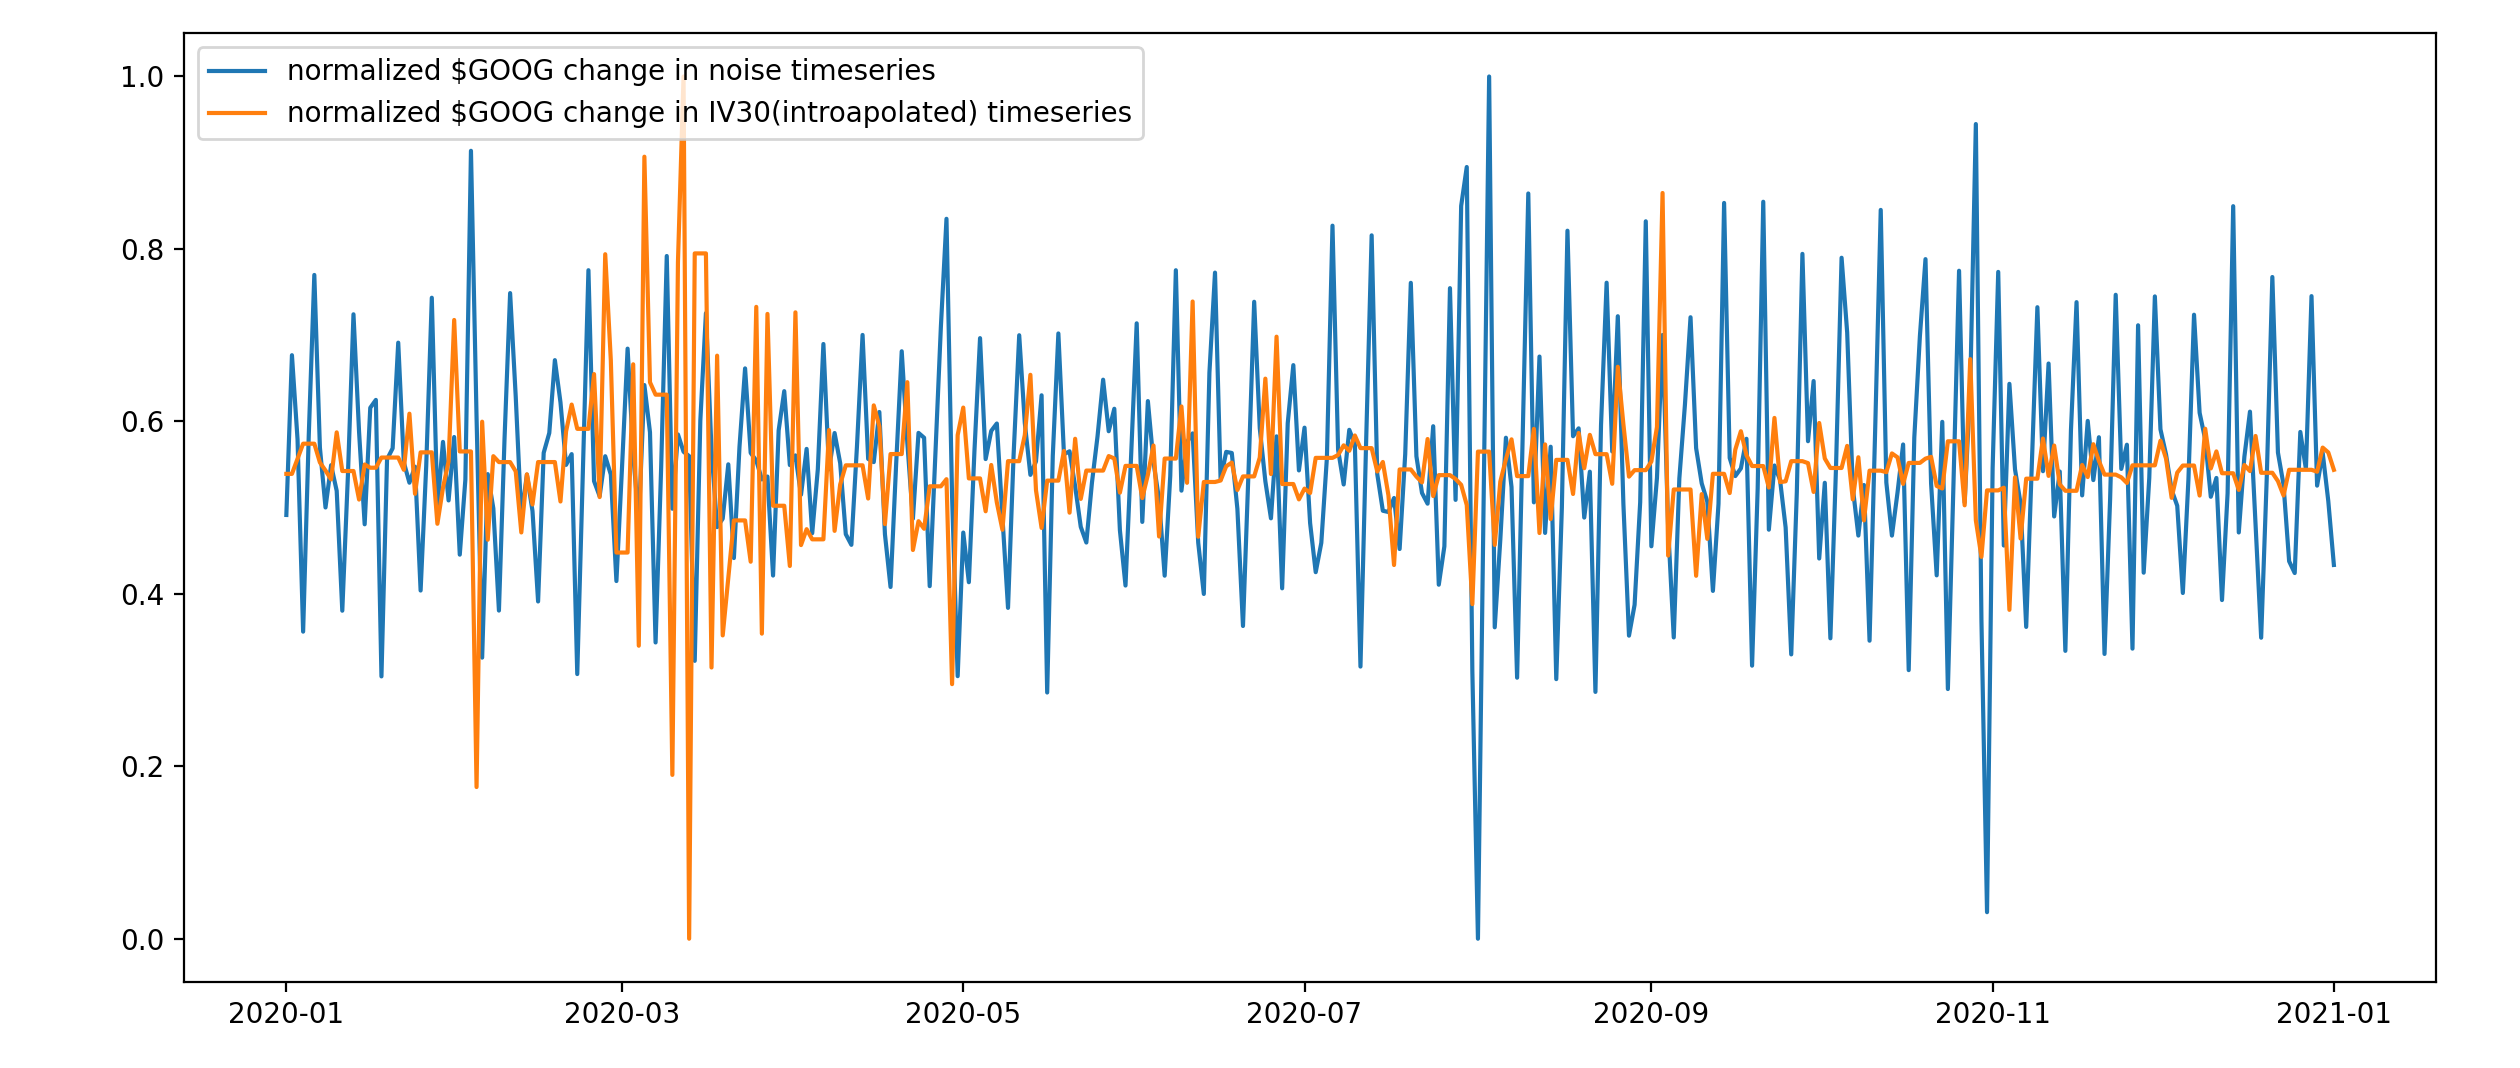 normalized $GOOG change in noise timeseries
normalized $GOOG change in IV30(introapolated) timeseries
1.0
0.8
0.6
0.4
0.2
0.0
2020-01 2020-03 2020-05 2020-07 2020-09 2020-11 2021-01